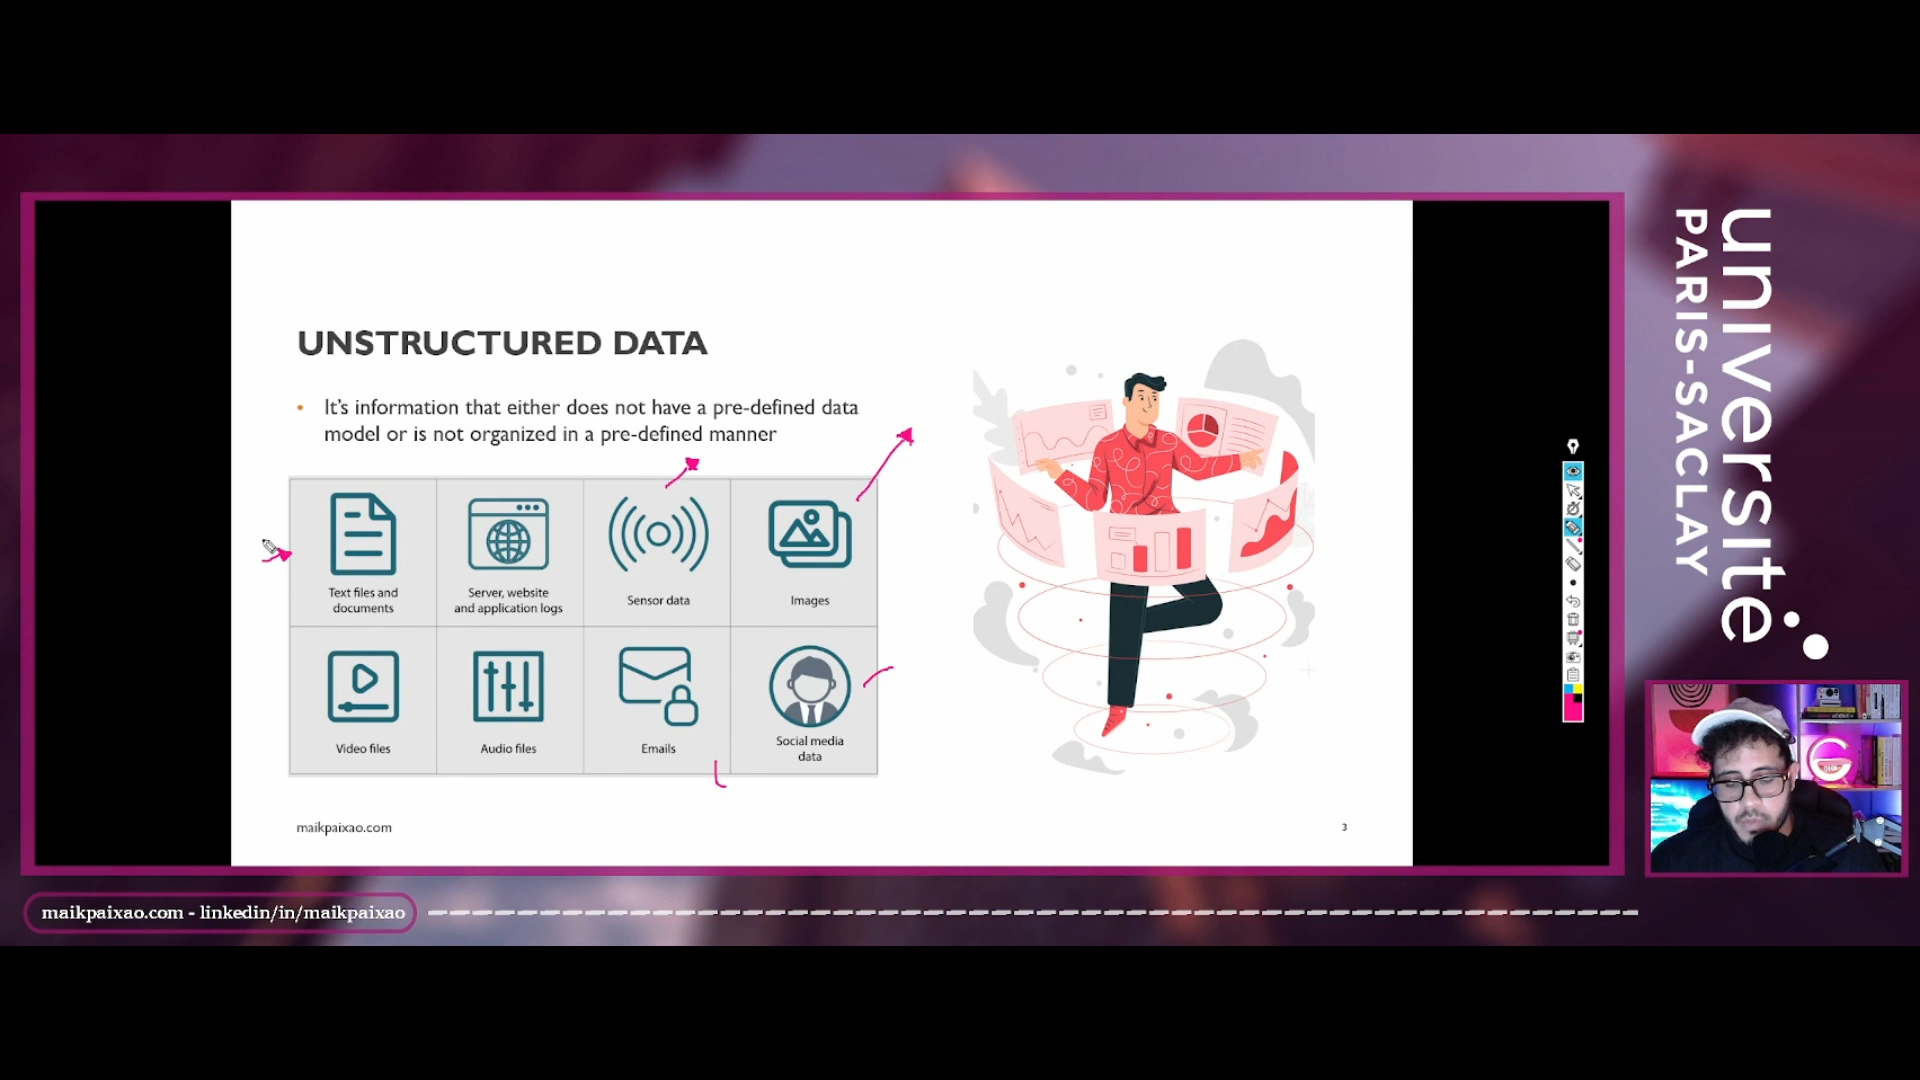 UNSTRUCTURED DATA
• It's information that either does not have a pre-defined data
model or is not organized in a pre-defined manner
Text files and
documents
Server, website
and application logs
Sensor data
Images
Video files
Audio files
Emails
Social media
data
maikpaixao.com
3
universite
PARIS-SACLAY
maikpaixao.com - linkedin/in/maikpaixao